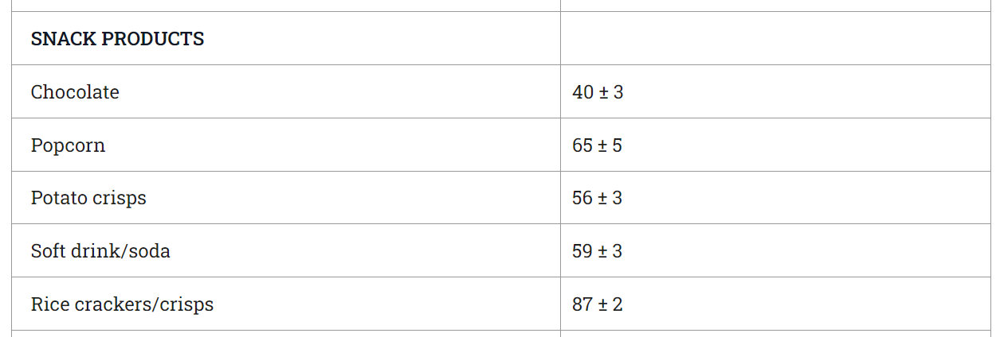 SNACK PRODUCTS
Chocolate 40 ± 3
Popcorn 65 ± 5
Potato crisps 56 ± 3
Soft drink/soda 59 ± 3
Rice crackers/crisps 87 ± 2